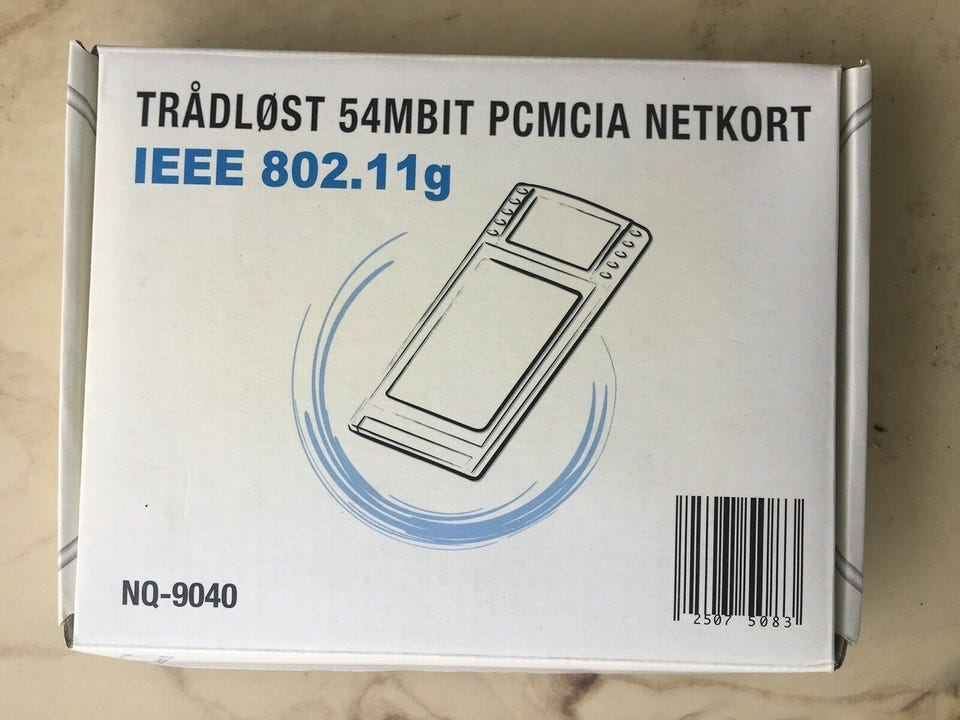 TRÅDLØST 54MBIT PCMCIA NETKORT
IEEE 802.11g
NQ-9040
2507 5083